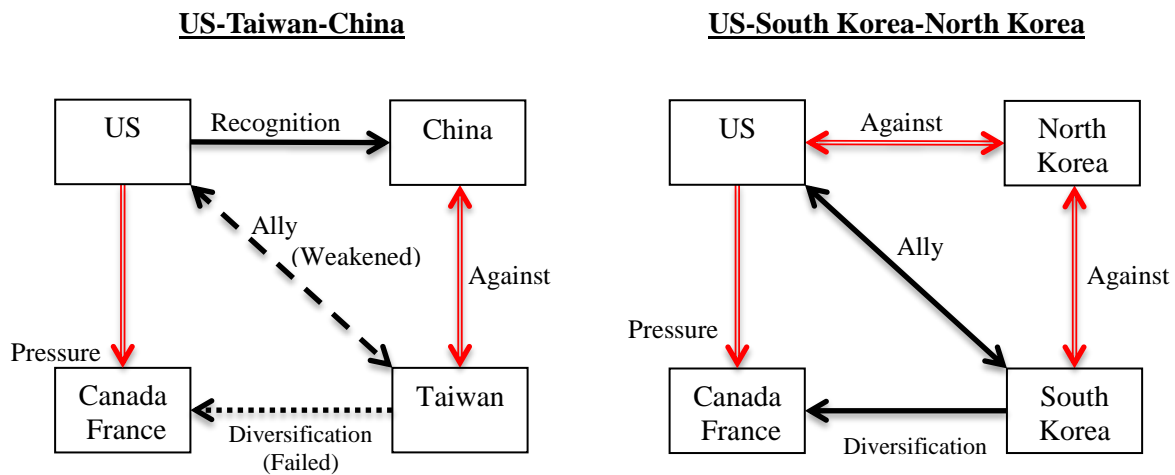 US-Taiwan-China
US
Recognition
China
Ally
(Weakened)
Against
Pressure
Canada
France
Taiwan
Diversification
(Failed)
US-South Korea-North Korea
US
Against
North
Korea
Ally
Against
Pressure
Canada
France
South
Korea
Diversification